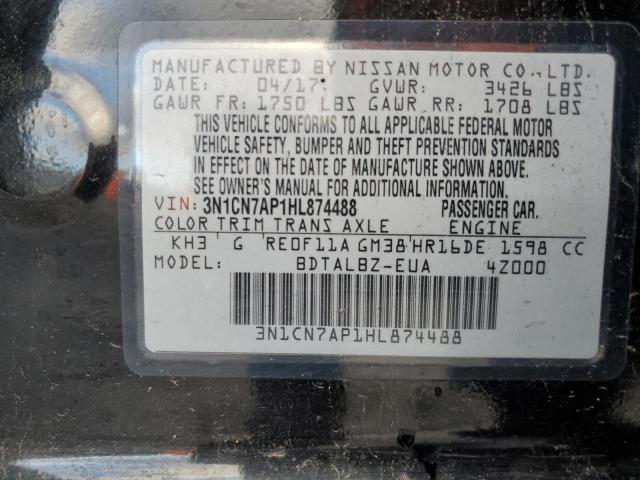 MANUFACTURED BY NISSAN MOTOR CO., LTD.
DATE: 04/17 GVWR: 3426 LBS
GAWR FR: 1750 LBS GAWR RR: 1708 LBS
THIS VEHICLE CONFORMS TO ALL APPLICABLE FEDERAL MOTOR
VEHICLE SAFETY, BUMPER AND THEFT PREVENTION STANDARDS
IN EFFECT ON THE DATE OF MANUFACTURE SHOWN ABOVE.
SEE OWNER'S MANUAL FOR ADDITIONAL INFORMATION.
VIN: 3N1CN7AP1HL874488 PASSENGER CAR.
COLOR TRIM TRANS AXLE ENGINE
KH3 G RE0F11A GM38 HR16DE 1598 CC
MODEL: BDTALBZ-EUA 4Z000
3N1CN7AP1HL874488